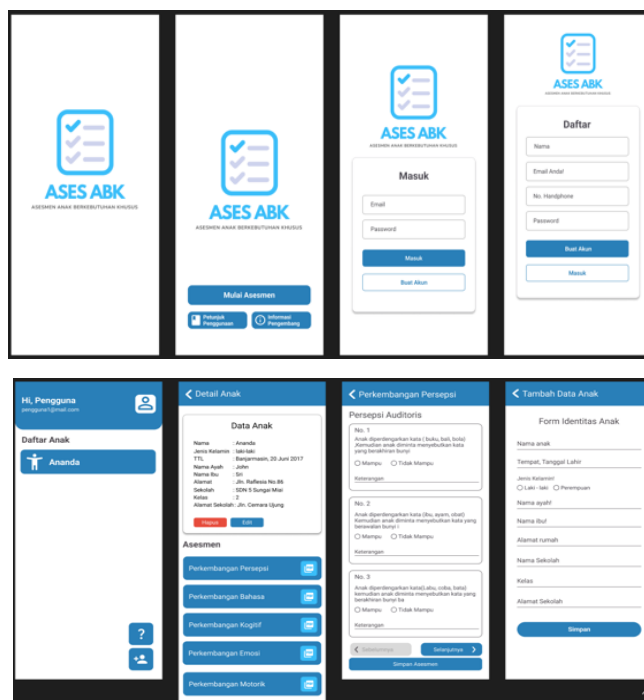 ASES ABK
ASESMEN ANAK BERKEBUTUHAN KHUSUS
ASES ABK
ASESMEN ANAK BERKEBUTUHAN KHUSUS
Mulai Asesmen
Petunjuk
Penggunaan
Informasi
Pengembang
ASES ABK
ASESMEN ANAK BERKEBUTUHAN KHUSUS
Masuk
Email
Password
Masuk
Buat Akun
ASES ABK
ASESMEN ANAK BERKEBUTUHAN KHUSUS
Daftar
Nama
Email Anda!
No. Handphone
Password
Buat Akun
Masuk
Hi, Pengguna
pengguna1@mail.com
Daftar Anak
Ananda
?
Detail Anak
Data Anak
Nama : Ananda
Jenis Kelamin : laki-laki
TTL : Banjarmasin, 20 Juni 2017
Nama Ayah : John
Nama Ibu : Sri
Alamat : Jln. Raflesia No.86
Sekolah : SDN 5 Sungai Miai
Kelas : 2
Alamat Sekolah : Jln. Cemara Ujung
Hapus
Edit
Asesmen
Perkembangan Persepsi
Perkembangan Bahasa
Perkembangan Kogitif
Perkembangan Emosi
Perkembangan Motorik
Perkembangan Persepsi
Persepsi Auditoris
No. 1
Anak diperdengarkan kata ( buku, bali, bola)
,Kemudian anak diminta menyebutkan kata
yang berakhiran bunyi
Mampu Tidak Mampu
Keterangan
No. 2
Anak diperdengarkan kata (ibu, ayam, obat)
Kemudian anak diminta menyebutkan kata yang
berawalan bunyi i
Mampu Tidak Mampu
Keterangan
No. 3
Anak diperdengarkan kata(),abu, coba, bata)
kemudian anak diminta menyebutkan kata yang
berakhiran bunyi ba
Mampu Tidak Mampu
Keterangan
Sebelumnya
Selanjutnya
Simpan Asesmen
Tambah Data Anak
Form Identitas Anak
Nama anak
Tempat, Tanggal Lahir
Jenis Kelamin!
Laki - laki Perempuan
Nama ayah!
Nama ibu!
Alamat rumah
Nama Sekolah
Kelas
Alamat Sekolah
Simpan